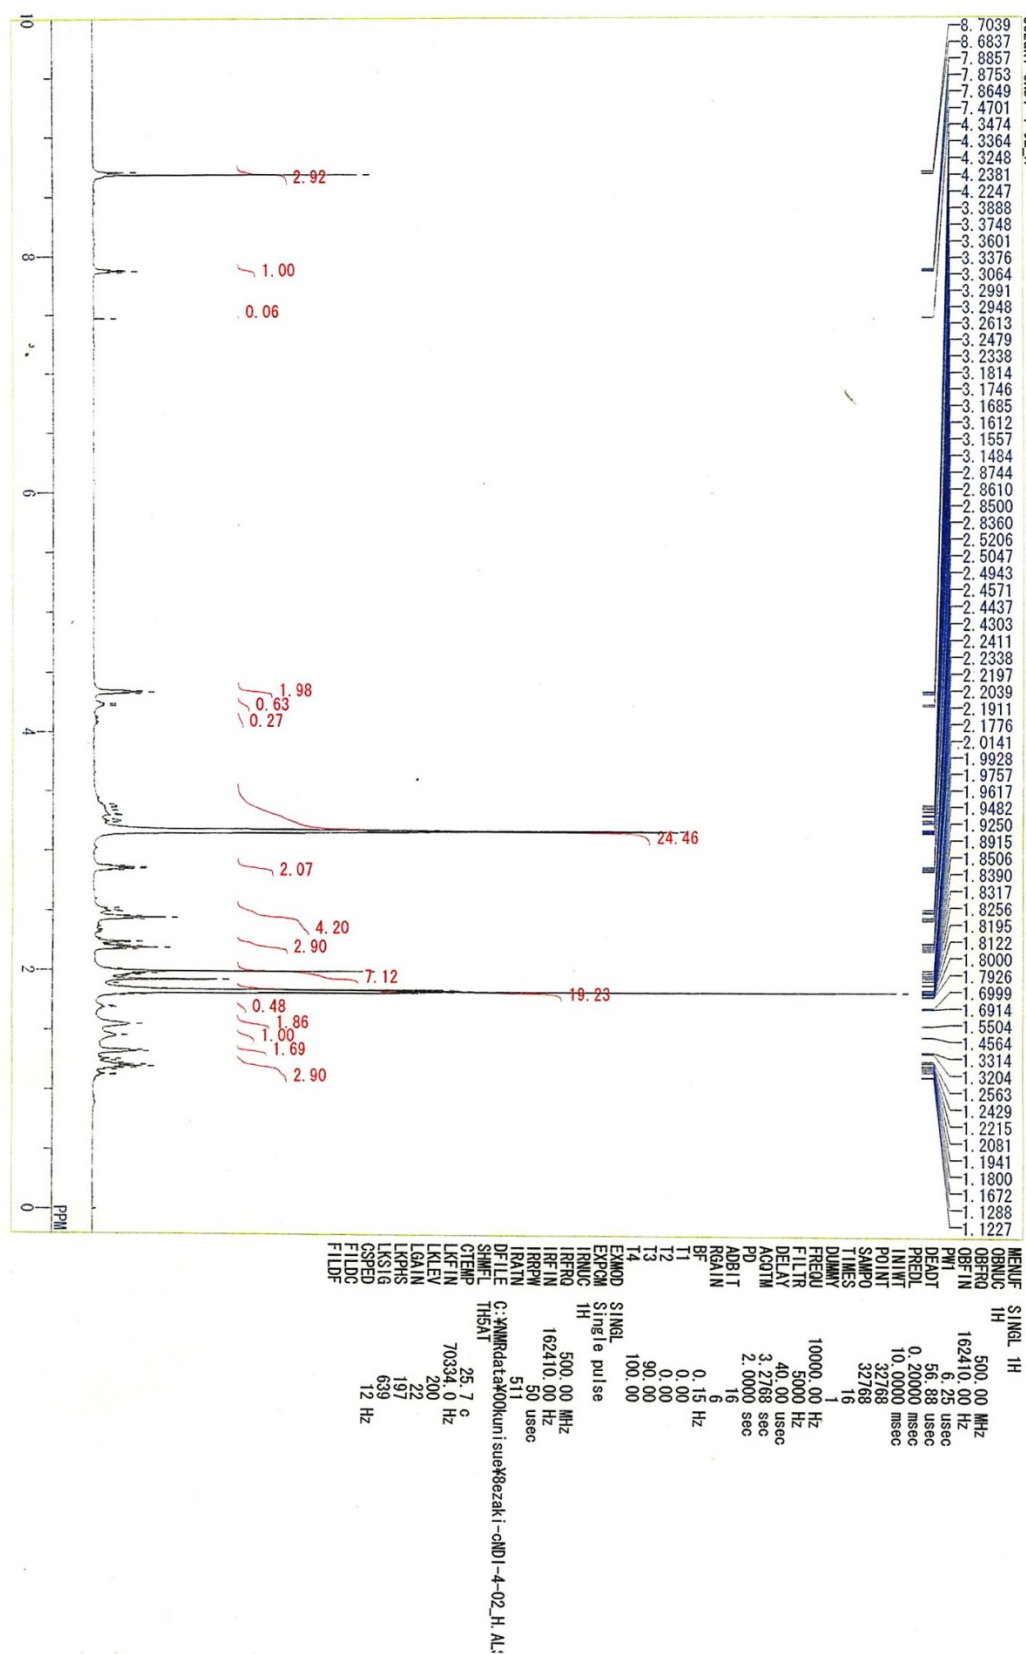 8.7039
8.6837
7.8857
7.8753
7.8649
7.4701
4.3474
4.3364
4.3248
4.2381
4.2247
3.3888
3.3748
3.3601
3.3376
3.3064
3.2991
3.2948
3.2613
3.2479
3.2338
3.1814
3.1746
3.1685
3.1612
3.1557
3.1484
2.8744
2.8610
2.8500
2.8360
2.5206
2.5047
2.4943
2.4571
2.4437
2.4303
2.2411
2.2338
2.2197
2.2039
2.1911
2.1776
2.0141
1.9928
1.9757
1.9617
1.9482
1.9250
1.8915
1.8506
1.8390
1.8317
1.8256
1.8195
1.8122
1.8000
1.7926
1.6999
1.6914
1.5504
1.4564
1.3314
1.3204
1.2563
1.2429
1.2215
1.2081
1.1941
1.1800
1.1672
1.1288
1.1227
2.92
1.00
0.06
1.98
0.63
0.27
24.46
2.07
4.20
2.90
7.12
19.23
0.48
1.86
1.00
1.69
2.90
10
8
6
4
2
0
PPM
MENUF SINGL 1H
OBNUC 1H
OBFRQ 500.00 MHz
OBFIN 162410.00 Hz
PW1 6.25 usec
DEADT 56.88 usec
PREDL 0.20000 msec
INIWT 10.0000 msec
POINT 32768
SAMPO 32768
TIMES 16
DUMMY 1
FREQU 10000.00 Hz
FILTR 5000 Hz
DELAY 40.00 usec
ACQTM 3.2768 sec
PD 2.0000 sec
ADBIT 16
RGAIN 6
BF 0.15 Hz
T1 0.00
T2 0.00
T3 90.00
T4 100.00
EXMOD SINGL
EXPCM Single pulse
IRNUC 1H
IRFRQ 500.00 MHz
IRFIN 162410.00 Hz
IRRPW 50 usec
IRATN 511
DFILE C:¥NMRdata¥00kunisue¥8ezaki-cNDI-4-02_H.AL
SHMFL TH5AT
CTEMP 25.7 c
LKFIN 70334.0 Hz
LKLEV 200
LGAIN 22
LKPHS 197
LKSIG 639
CSPED 12 Hz
FILDC
FILDF